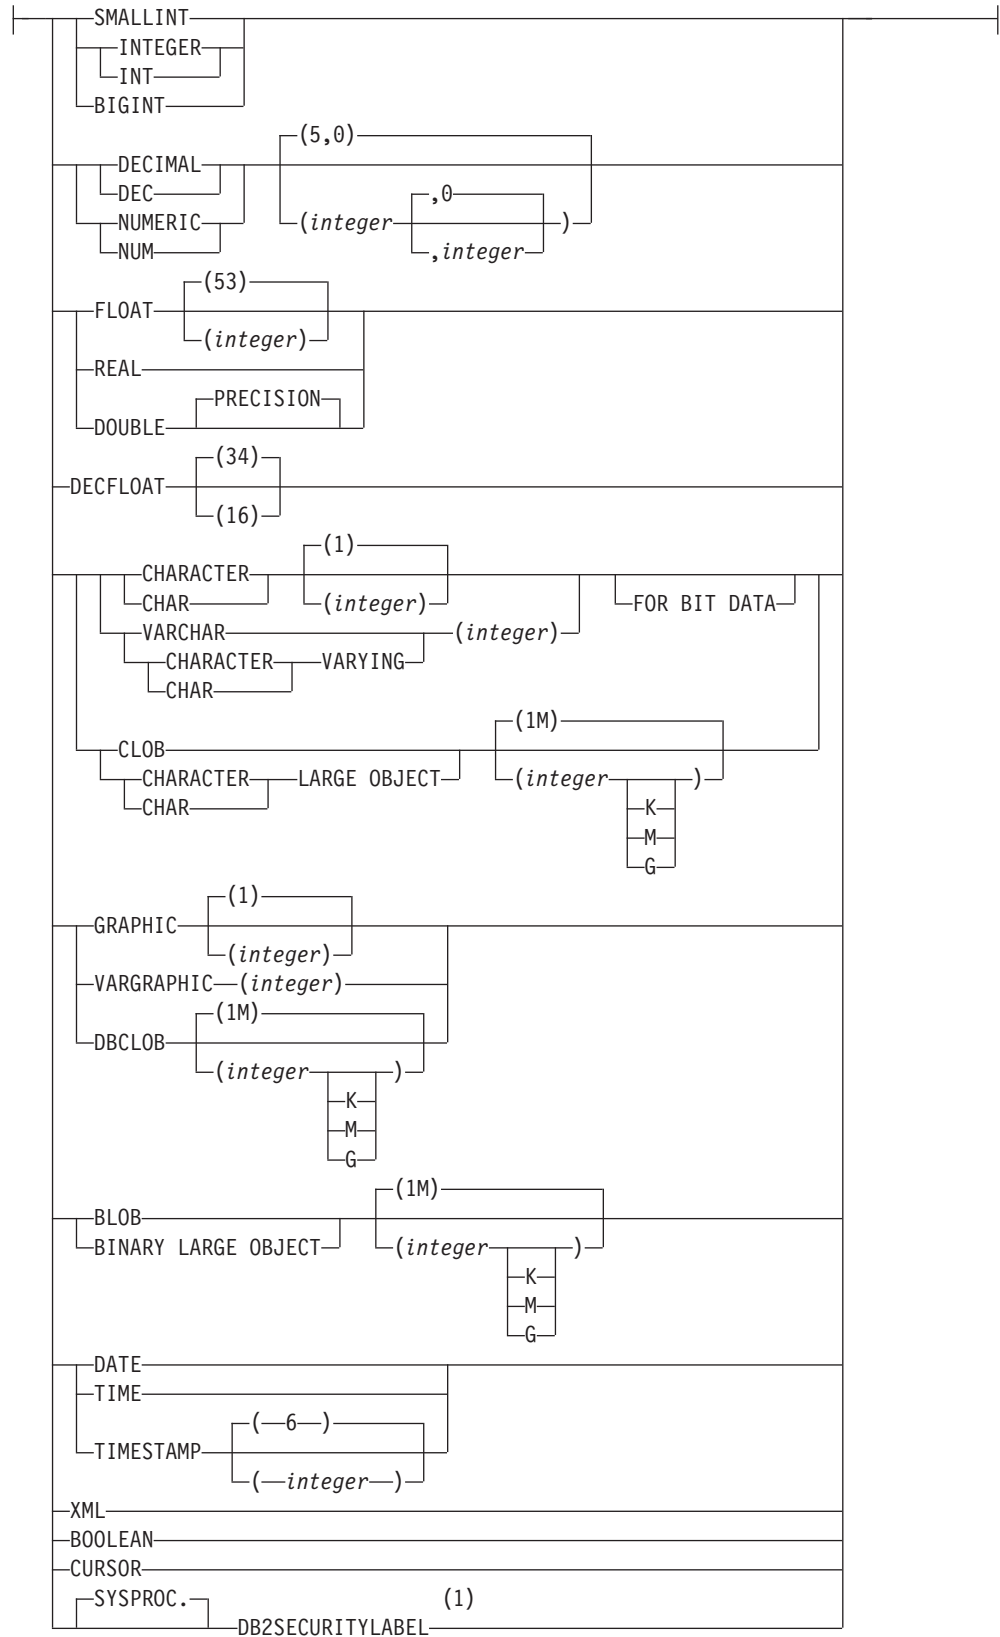 SMALLINT
INTEGER
INT
BIGINT
(5,0)
DECIMAL
DEC
NUMERIC (integer ,0 )
NUM ,integer
(53)
FLOAT
(integer)
REAL
PRECISION
DOUBLE
(34)
DECFLOAT
(16)
(1)
CHARACTER
CHAR (integer) FOR BIT DATA
VARCHAR (integer)
CHARACTER VARYING
CHAR
(1M)
CLOB
CHARACTER LARGE OBJECT (integer )
CHAR K
M
G
(1)
GRAPHIC
(integer)
VARGRAPHIC (integer)
(1M)
DBCLOB
(integer )
K
M
G
(1M)
BLOB
BINARY LARGE OBJECT (integer )
K
M
G
DATE
TIME
( 6 )
TIMESTAMP
( integer )
XML
BOOLEAN
CURSOR
SYSPROC. (1)
DB2SECURITYLABEL